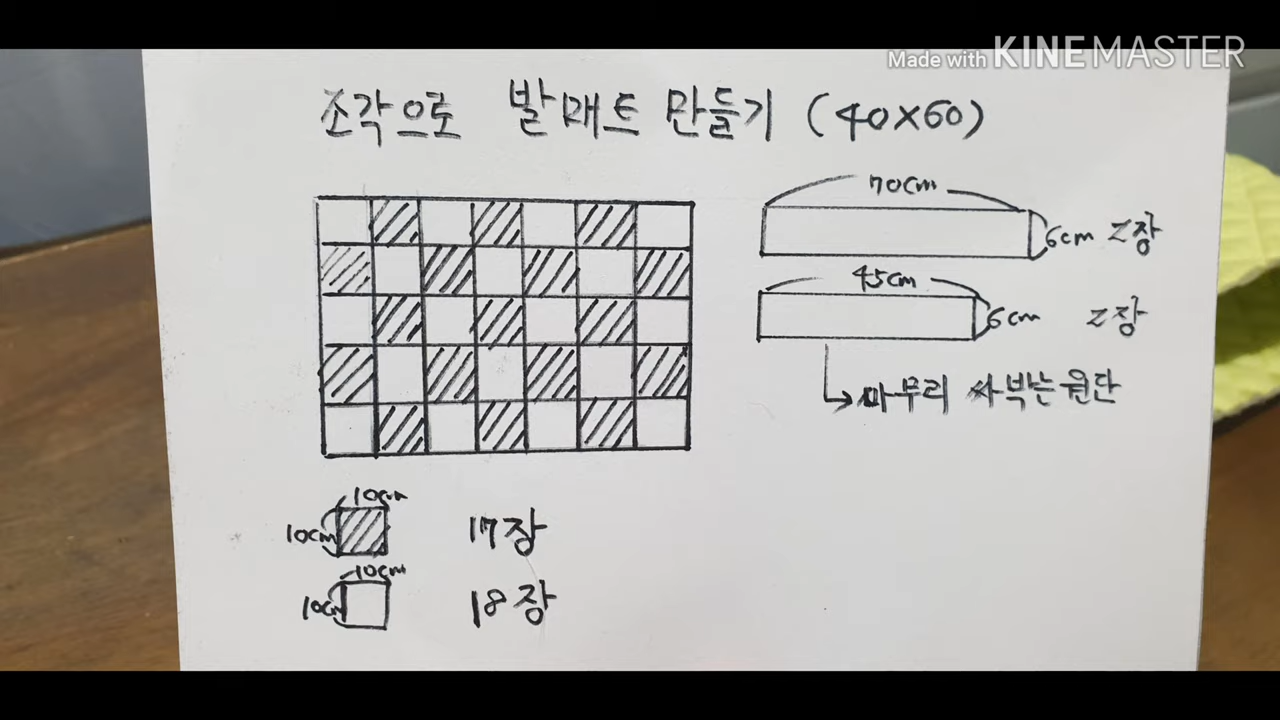 Made with KINEMASTER
조각으로 발매트 만들기 (40×60)
70cm
6cm 2장
45cm
6cm 2장
마무리 싸박는 원단
10cm
10cm 17장
10cm
10cm 18장